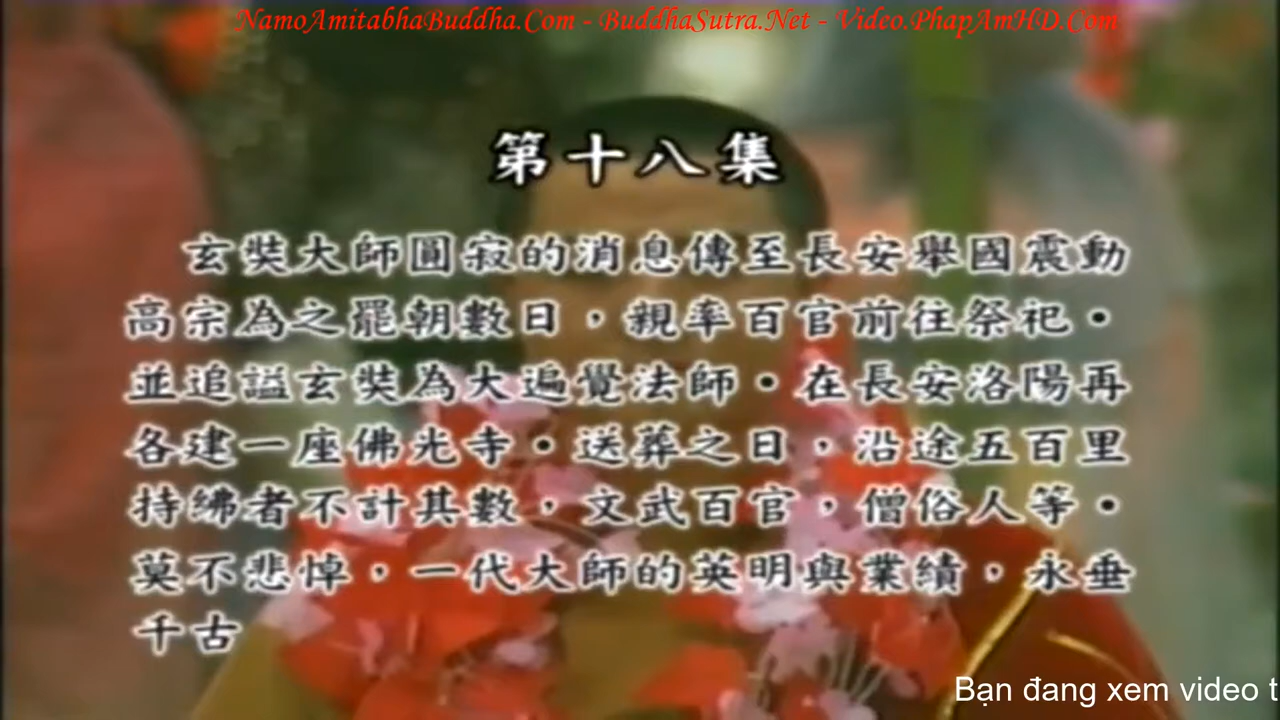 NamoAmitabhaBuddha.Com - BuddhaSutra.Net - Video.PhapAmHD.Com
第十八集
玄奘大師圓寂的消息傳至長安舉國震動
高宗為之罷朝數日，親率百官前往祭祀·
並追謚玄奘為大遍覺法師·在長安洛陽再
各建一座佛光寺·送葬之日，沿途五百里
持紼者不計其數，文武百官，僧俗人等·
莫不悲悼，一代大師的英明與業績，永垂
千古
Bạn đang xem video t